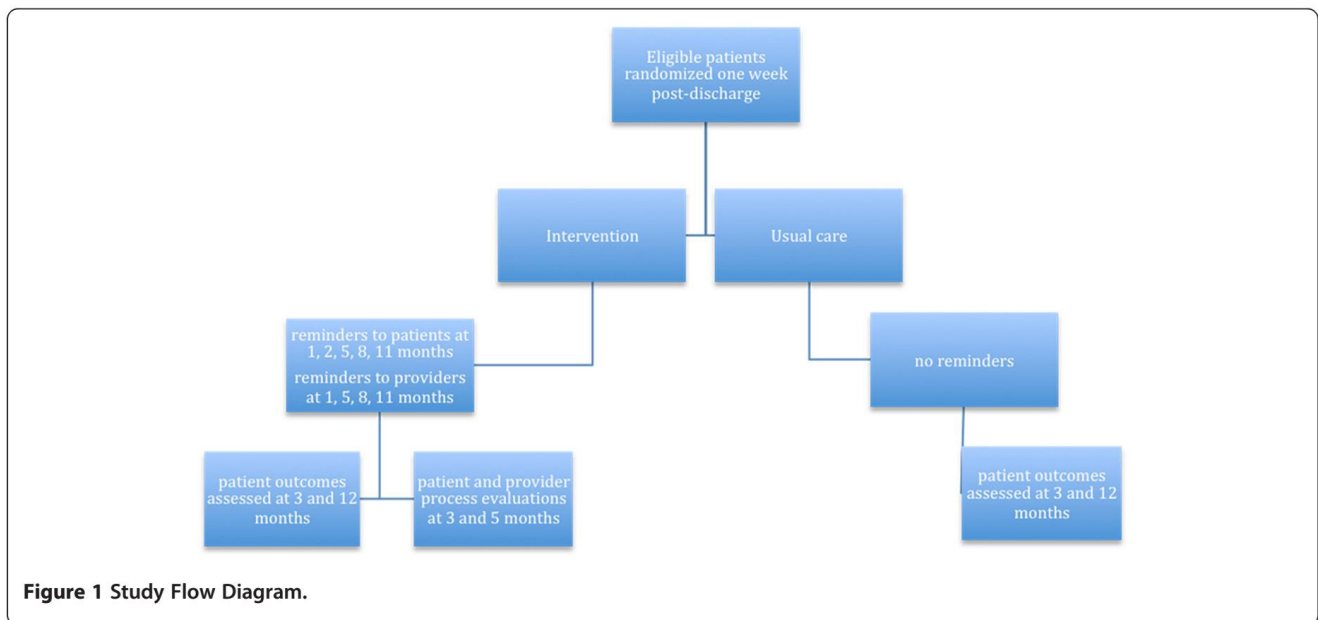 Eligible patients
randomized one week
post-discharge
Intervention
Usual care
reminders to patients at
1, 2, 5, 8, 11 months
reminders to providers
at 1, 5, 8, 11 months
no reminders
patient outcomes
assessed at 3 and 12
months
patient and provider
process evaluations
at 3 and 5 months
patient outcomes
assessed at 3 and 12
months
Figure 1 Study Flow Diagram.